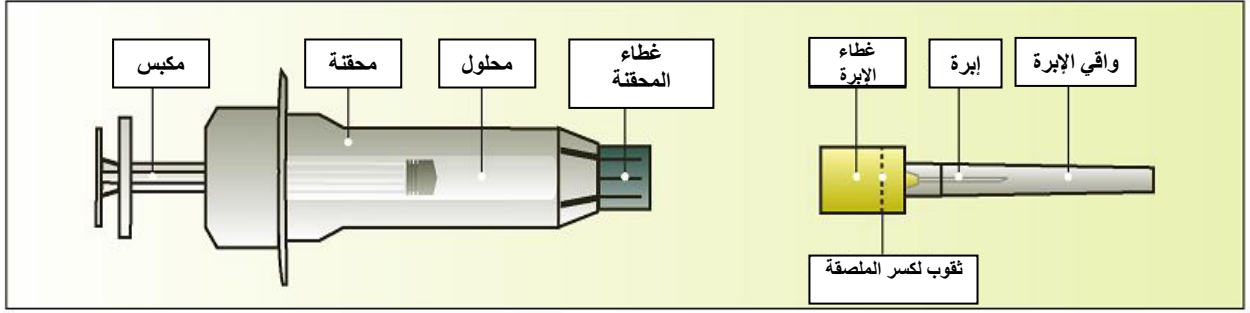 واقي الإبرة
إبرة
غطاء
الإبرة
غطاء
المحقنة
محلول
محقنة
مكبس
ثقوب لكسر الملصقة